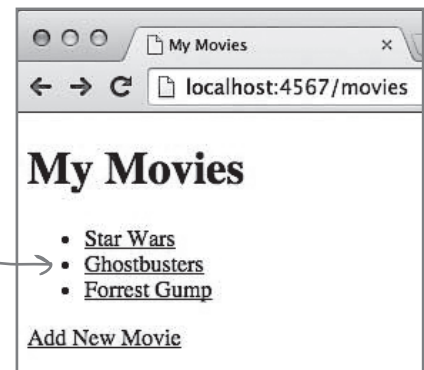 My Movies
localhost:4567/movies
My Movies
• Star Wars
• Ghostbusters
• Forrest Gump
Add New Movie